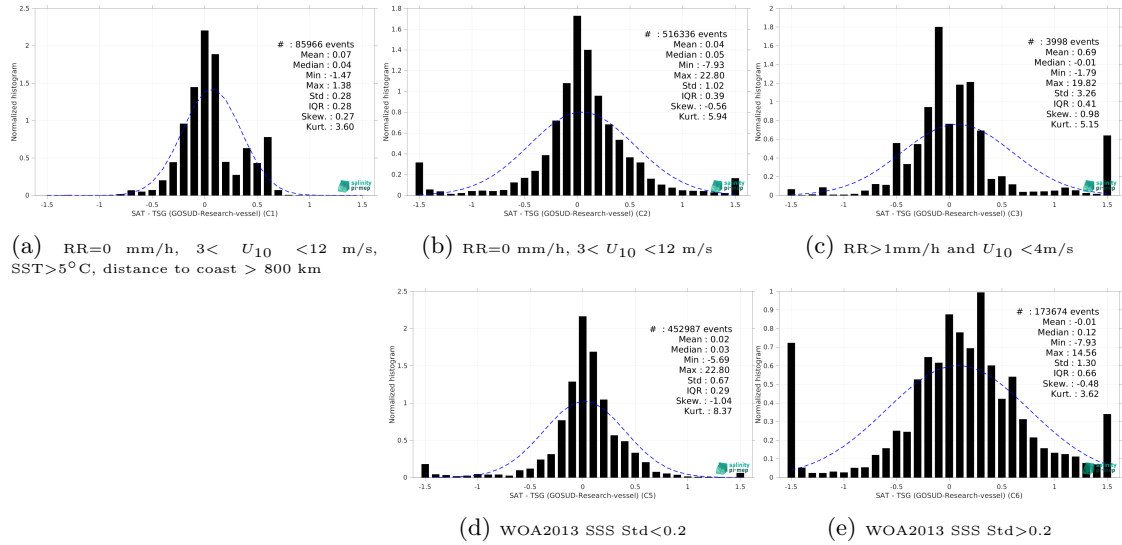 2.5
2
1.5
1
0.5
0
Normalized histogram
# : 85966 events
Mean : 0.07
Median : 0.04
Min : -1.47
Max : 1.38
Std : 0.28
IQR : 0.28
Skew. : 0.27
Kurt. : 3.60
salinity
pi-mep
-1.5 -1 -0.5 0 0.5 1 1.5
SAT - TSG (GOSUD-Research-vessel) (C1)
(a) RR=0 mm/h, 3< U10 <12 m/s,
SST>5°C, distance to coast > 800 km
1.8
1.6
1.4
1.2
1
0.8
0.6
0.4
0.2
0
Normalized histogram
# : 516336 events
Mean : 0.04
Median : 0.05
Min : -7.93
Max : 22.80
Std : 1.02
IQR : 0.39
Skew. : -0.56
Kurt. : 5.94
salinity
pi-mep
-1.5 -1 -0.5 0 0.5 1 1.5
SAT - TSG (GOSUD-Research-vessel) (C2)
(b) RR=0 mm/h, 3< U10 <12 m/s
2
1.8
1.6
1.4
1.2
1
0.8
0.6
0.4
0.2
0
Normalized histogram
# : 3998 events
Mean : 0.69
Median : -0.01
Min : -1.79
Max : 19.82
Std : 3.26
IQR : 0.41
Skew. : 0.98
Kurt. : 5.15
salinity
pi-mep
-1.5 -1 -0.5 0 0.5 1 1.5
SAT - TSG (GOSUD-Research-vessel) (C3)
(c) RR>1mm/h and U10 <4m/s
2.5
2
1.5
1
0.5
0
Normalized histogram
# : 452987 events
Mean : 0.02
Median : 0.03
Min : -5.69
Max : 22.80
Std : 0.67
IQR : 0.29
Skew. : -1.04
Kurt. : 8.37
salinity
pi-mep
-1.5 -1 -0.5 0 0.5 1 1.5
SAT - TSG (GOSUD-Research-vessel) (C5)
(d) WOA2013 SSS Std<0.2
1
0.9
0.8
0.7
0.6
0.5
0.4
0.3
0.2
0.1
0
Normalized histogram
# : 173674 events
Mean : -0.01
Median : 0.12
Min : -7.93
Max : 14.56
Std : 1.30
IQR : 0.66
Skew. : -0.48
Kurt. : 3.62
salinity
pi-mep
-1.5 -1 -0.5 0 0.5 1 1.5
SAT - TSG (GOSUD-Research-vessel) (C6)
(e) WOA2013 SSS Std>0.2